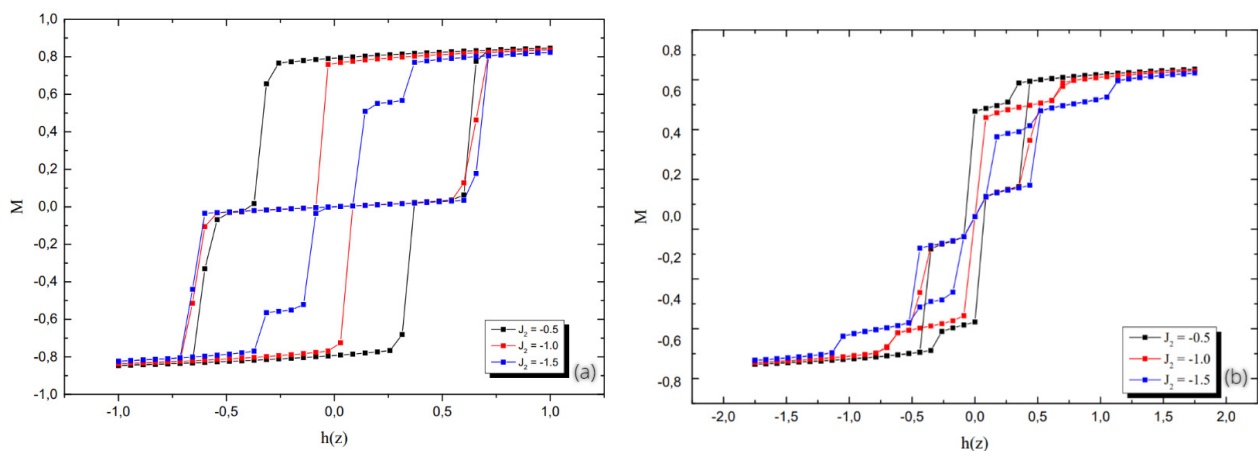 1,0
0,8
0,6
0,4
0,2
0,0
-0,2
-0,4
-0,6
-0,8
-1,0
M
-1,0 -0,5 0,0 0,5 1,0
h(z)
J2 = -0.5
J2 = -1.0
J2 = -1.5
(a)
0,8
0,6
0,4
0,2
0,0
-0,2
-0,4
-0,6
-0,8
M
-2,0 -1,5 -1,0 -0,5 0,0 0,5 1,0 1,5 2,0
h(z)
J2 = -0.5
J2 = -1.0
J2 = -1.5
(b)